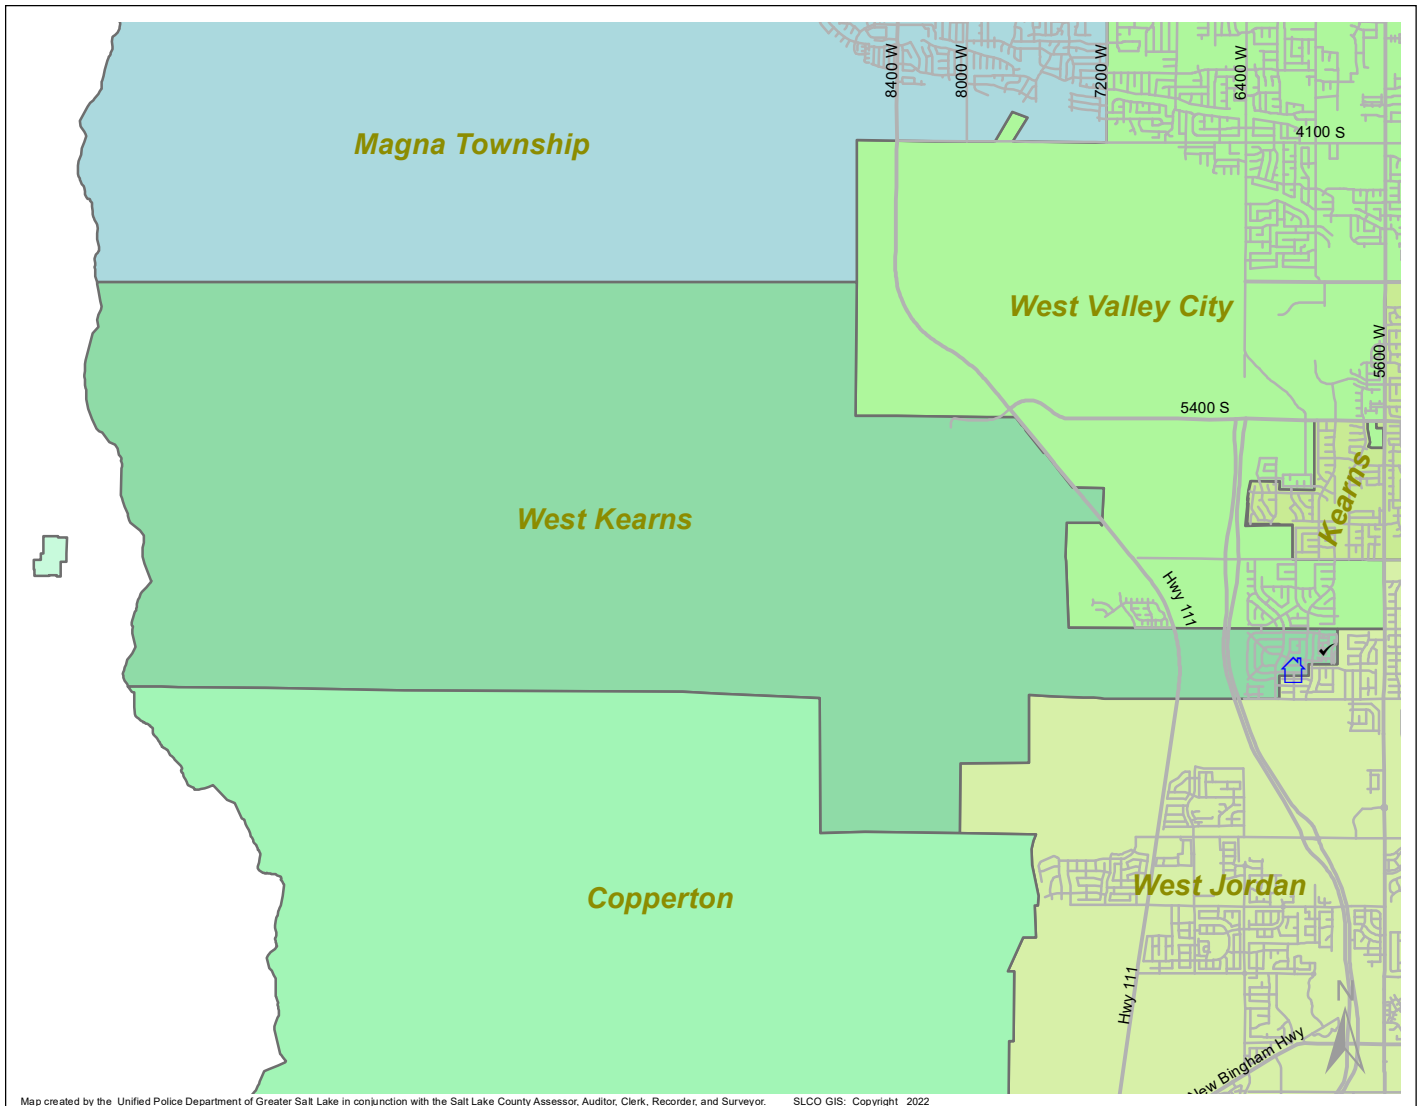 8400 W
8000 W
7200 W
6400 W
4100 S
Magna Township
West Valley City
5600 W
5400 S
Kearns
West Kearns
Hwy 111
West Jordan
Copperton
Hwy 111
N
New Bingham Hwy
Map created by the Unified Police Department of Greater Salt Lake in conjunction with the Salt Lake County Assessor, Auditor, Clerk, Recorder, and Surveyor. SLCO GIS: Copyright 2022